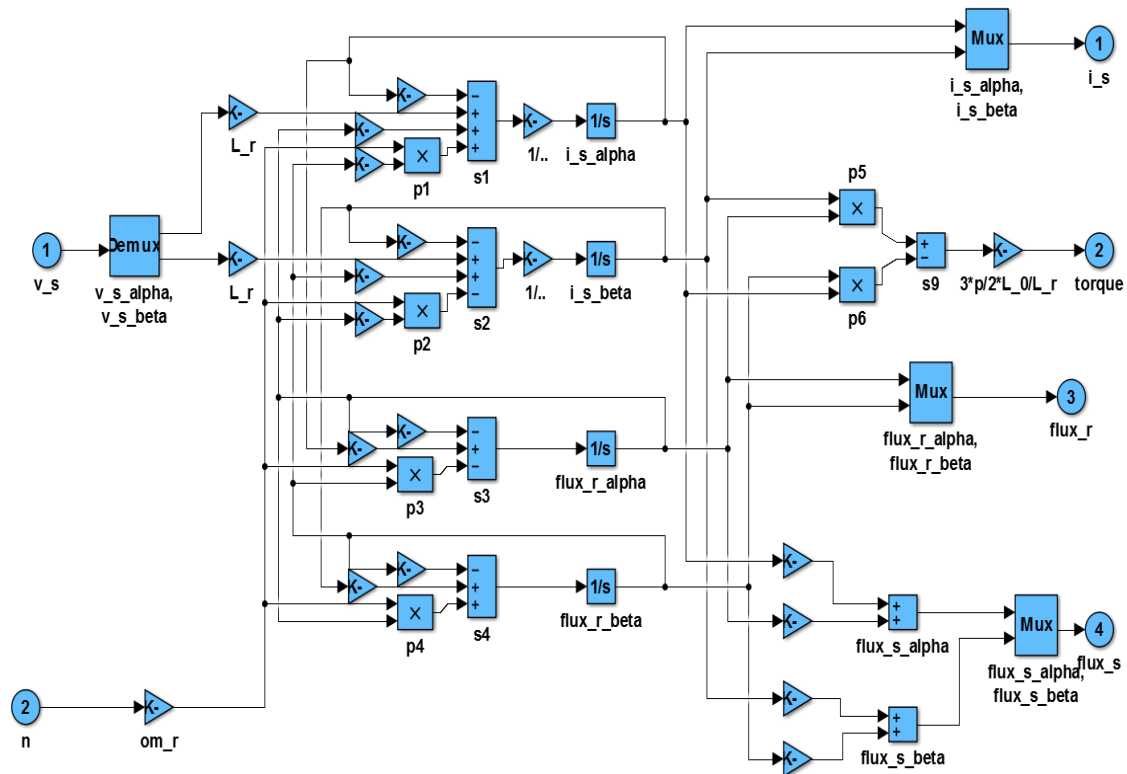 Mux
1
i_s_alpha,
i_s_beta
i_s
K-
K-
L_r
K-
K-
×
p1
−
+
+
+
s1
K-
1/..
1/s
i_s_alpha
p5
×
1
v_s
Demux
v_s_alpha,
v_s_beta
K-
L_r
K-
K-
K-
×
p2
−
+
+
−
s2
K-
1/..
1/s
i_s_beta
×
p6
+
−
s9
K-
3*p/2*L_0/L_r
2
torque
Mux
flux_r_alpha,
flux_r_beta
3
flux_r
K-
K-
×
p3
−
+
−
s3
1/s
flux_r_alpha
K-
K-
×
p4
−
+
+
s4
1/s
flux_r_beta
K-
K-
+
+
flux_s_alpha
Mux
flux_s_alpha,
flux_s_beta
4
flux_s
2
n
K-
om_r
K-
K-
+
+
flux_s_beta